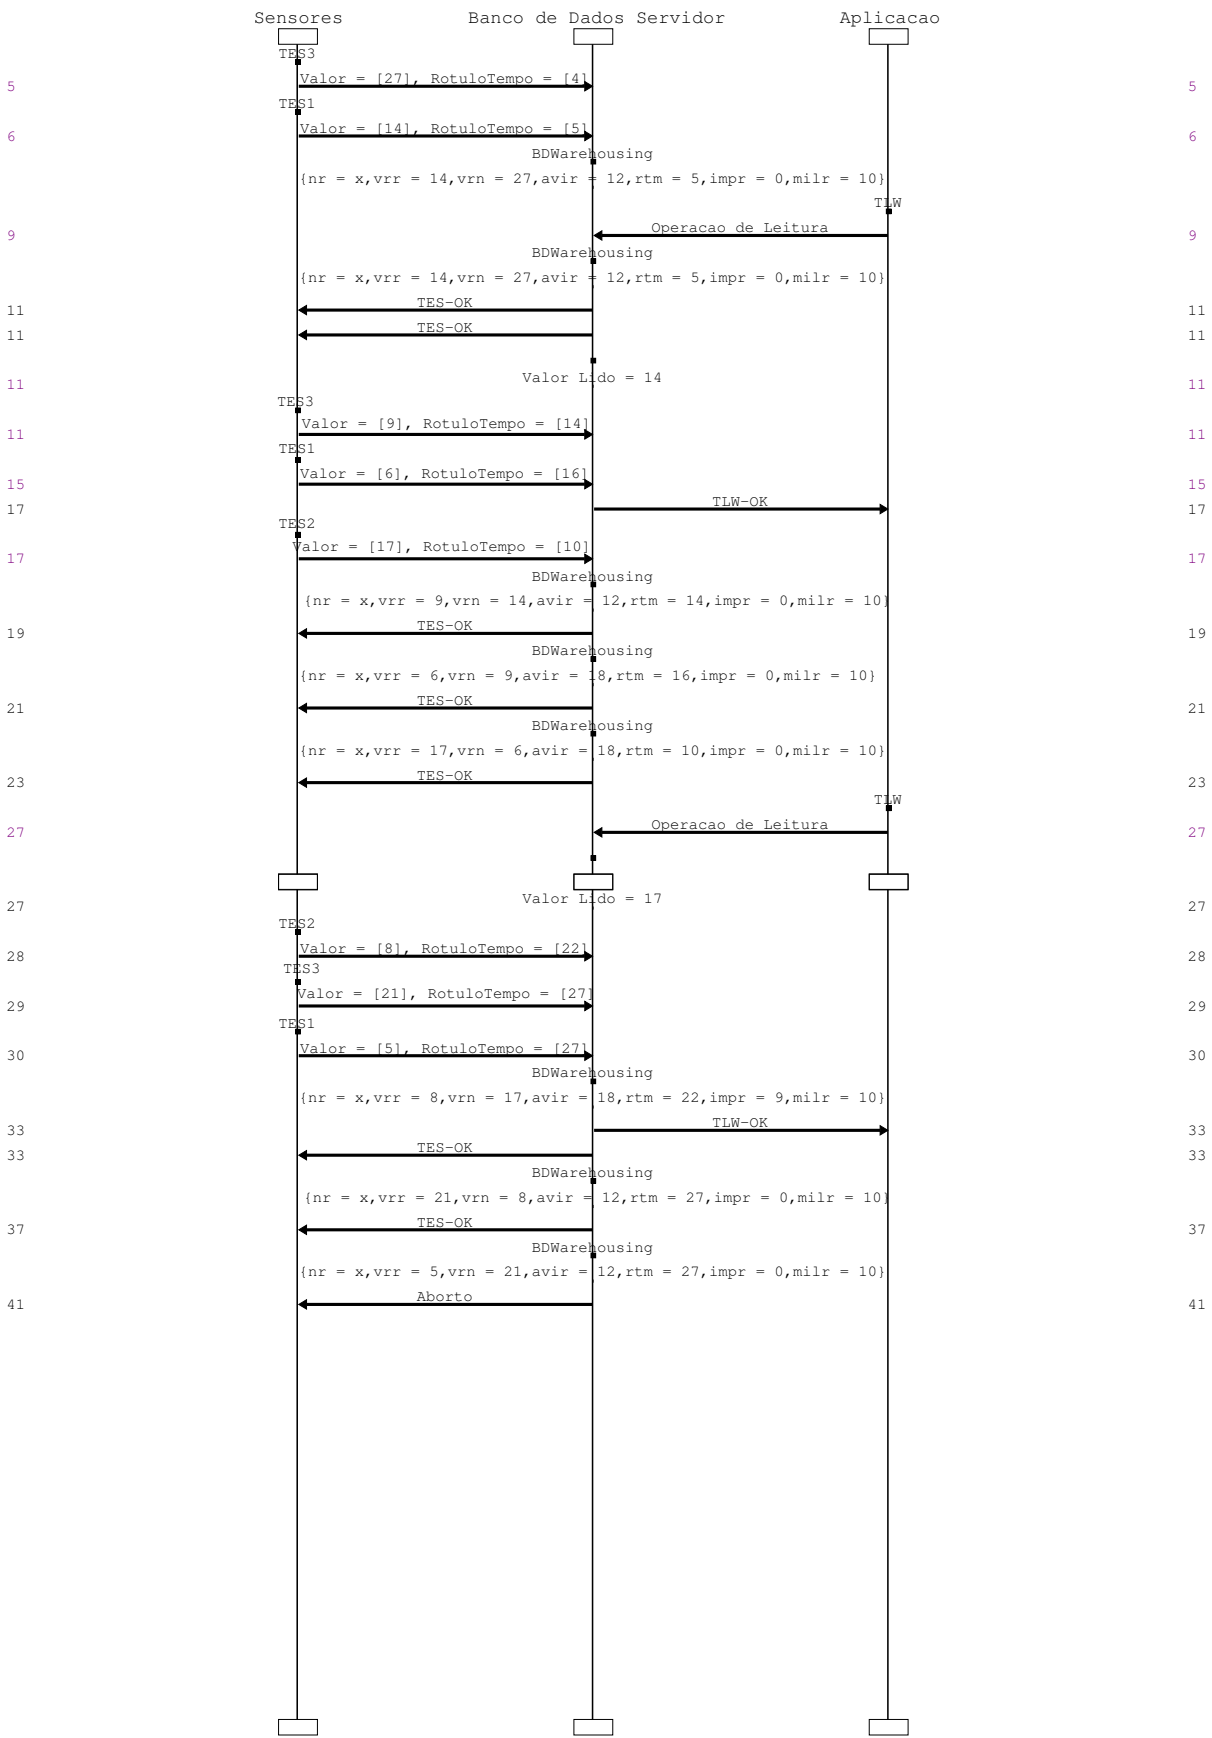 Sensores Banco de Dados Servidor Aplicacao
TES3
5 Valor = [27], RotuloTempo = [4] 5
TES1
6 Valor = [14], RotuloTempo = [5] 6
BDWarehousing
{nr = x,vrr = 14,vrn = 27,avir = 12,rtm = 5,impr = 0,milr = 10}
TLW
9 Operacao de Leitura 9
BDWarehousing
{nr = x,vrr = 14,vrn = 27,avir = 12,rtm = 5,impr = 0,milr = 10}
11 TES-OK 11
11 TES-OK 11
11 Valor Lido = 14 11
TES3
11 Valor = [9], RotuloTempo = [14] 11
TES1
15 Valor = [6], RotuloTempo = [16] 15
17 TLW-OK 17
TES2
17 Valor = [17], RotuloTempo = [10] 17
BDWarehousing
{nr = x,vrr = 9,vrn = 14,avir = 12,rtm = 14,impr = 0,milr = 10}
19 TES-OK 19
BDWarehousing
{nr = x,vrr = 6,vrn = 9,avir = 18,rtm = 16,impr = 0,milr = 10}
21 TES-OK 21
BDWarehousing
{nr = x,vrr = 17,vrn = 6,avir = 18,rtm = 10,impr = 0,milr = 10}
23 TES-OK 23
TLW
27 Operacao de Leitura 27
27 Valor Lido = 17 27
TES2
28 Valor = [8], RotuloTempo = [22] 28
TES3
29 Valor = [21], RotuloTempo = [27] 29
TES1
30 Valor = [5], RotuloTempo = [27] 30
BDWarehousing
{nr = x,vrr = 8,vrn = 17,avir = 18,rtm = 22,impr = 9,milr = 10}
33 TLW-OK 33
33 TES-OK 33
BDWarehousing
{nr = x,vrr = 21,vrn = 8,avir = 12,rtm = 27,impr = 0,milr = 10}
37 TES-OK 37
BDWarehousing
{nr = x,vrr = 5,vrn = 21,avir = 12,rtm = 27,impr = 0,milr = 10}
41 Aborto 41